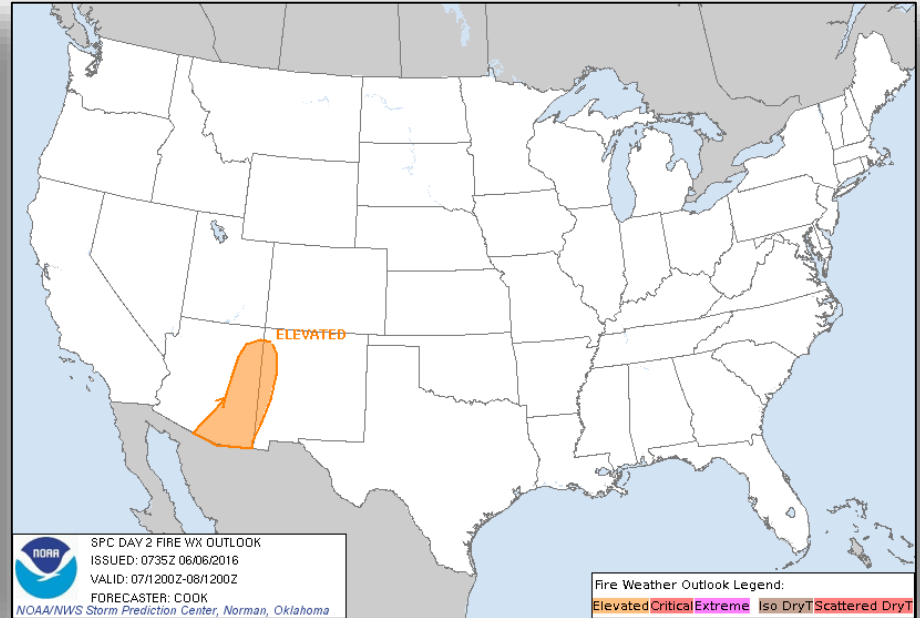 ELEVATED
NOAA
SPC DAY 2 FIRE WX OUTLOOK
ISSUED: 0735Z 06/06/2016
VALID: 07/1200Z-08/1200Z
FORECASTER: COOK
NOAA/NWS Storm Prediction Center, Norman, Oklahoma
Fire Weather Outlook Legend:
Elevated Critical Extreme Iso DryT Scattered DryT